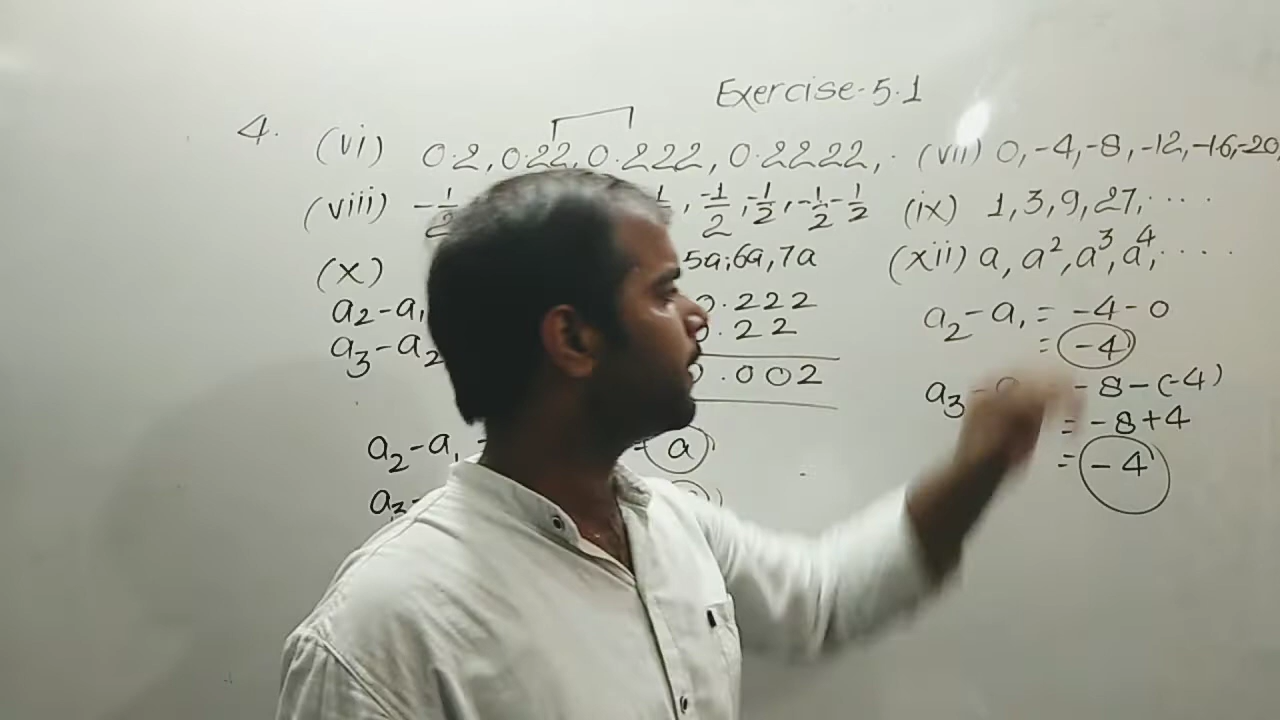 Exercise-5.1
4. (vi) 0.2, 0.22, 0.222, 0.2222, . (vii) 0, -4, -8, -12, -16, -20,
(viii) -1/2 , -1/2, -1/2, -1/2 -1/2 (ix) 1, 3, 9, 27, ....
(x) 5a, 6a, 7a (xii) a, a², a³, a⁴, ....
a₂-a₁ 0.222
a₃-a₂ 0.22
0.002
a₂-a₁ a
a₃-
a₂-a₁ = -4-0
= -4
a₃- -8-(-4)
= -8+4
= -4